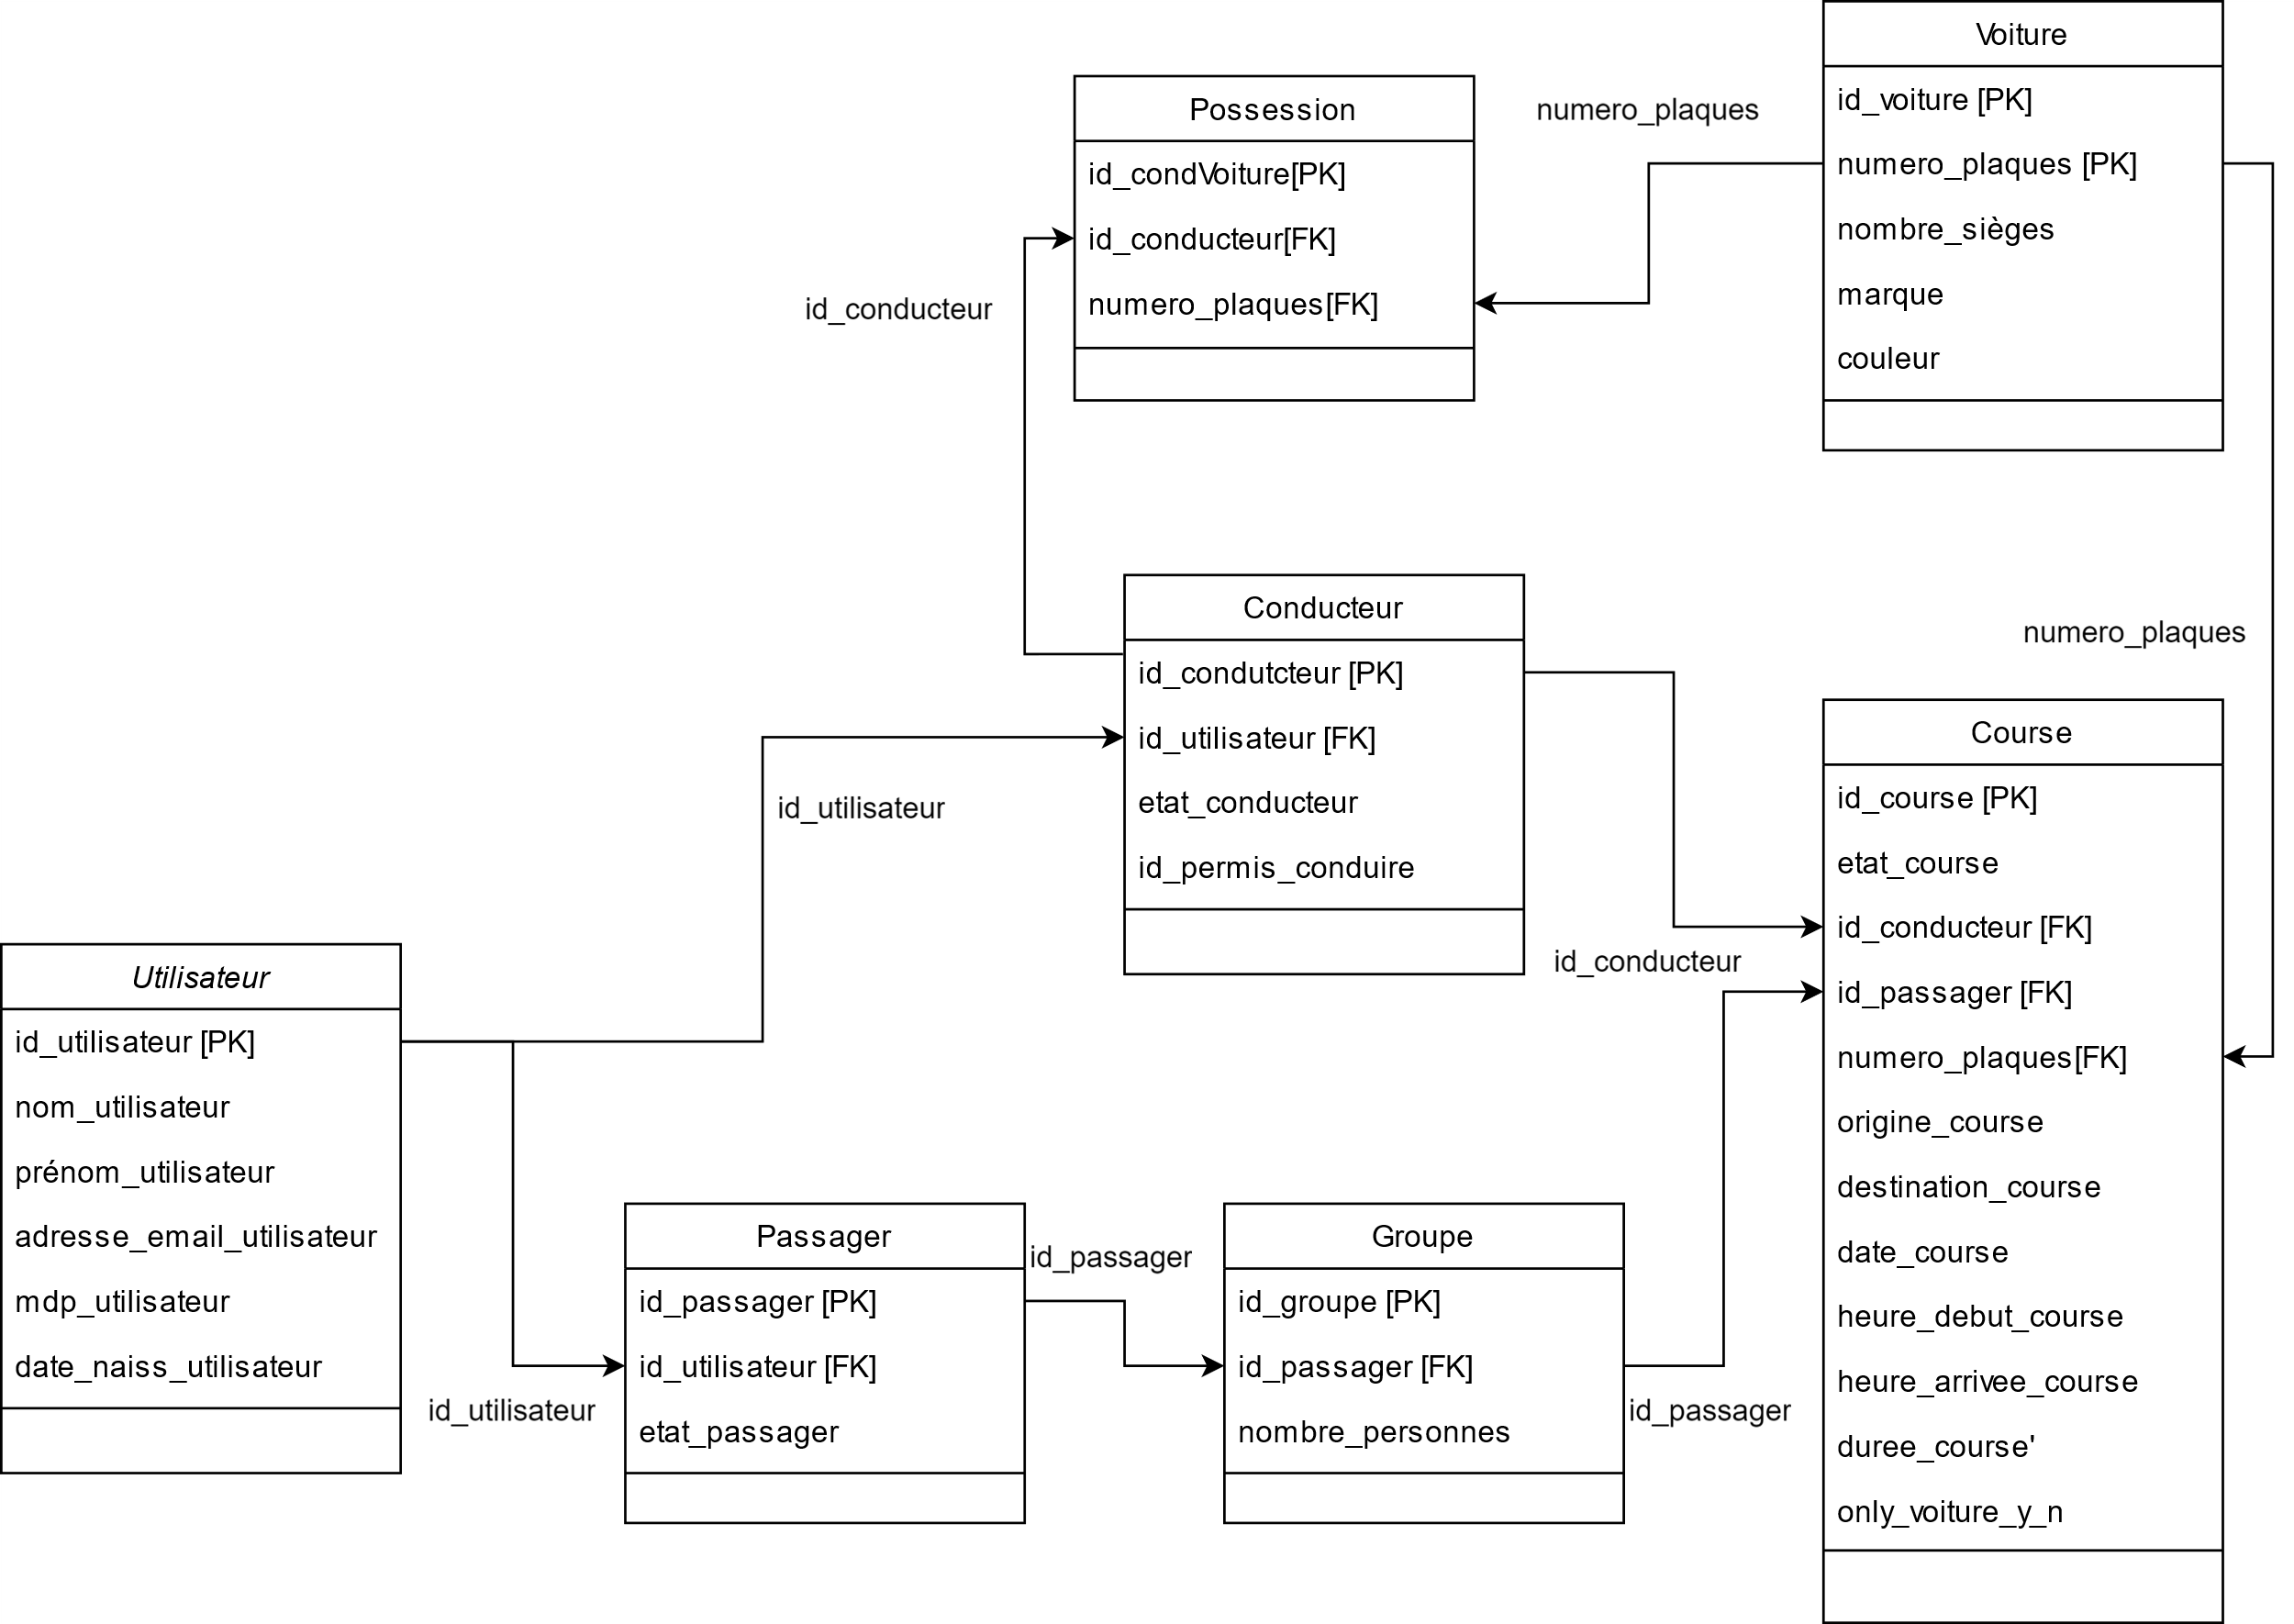 Voiture
id_voiture [PK]
numero_plaques [PK]
nombre_sièges
marque
couleur
Possession
id_condVoiture[PK]
id_conducteur[FK]
numero_plaques[FK]
numero_plaques
id_conducteur
Conducteur
id_condutcteur [PK]
id_utilisateur [FK]
etat_conducteur
id_permis_conduire
numero_plaques
id_utilisateur
id_conducteur
Course
id_course [PK]
etat_course
id_conducteur [FK]
id_passager [FK]
numero_plaques[FK]
origine_course
destination_course
date_course
heure_debut_course
heure_arrivee_course
duree_course'
only_voiture_y_n
Utilisateur
id_utilisateur [PK]
nom_utilisateur
prénom_utilisateur
adresse_email_utilisateur
mdp_utilisateur
date_naiss_utilisateur
id_utilisateur
Passager
id_passager [PK]
id_utilisateur [FK]
etat_passager
id_passager
Groupe
id_groupe [PK]
id_passager [FK]
nombre_personnes
id_passager